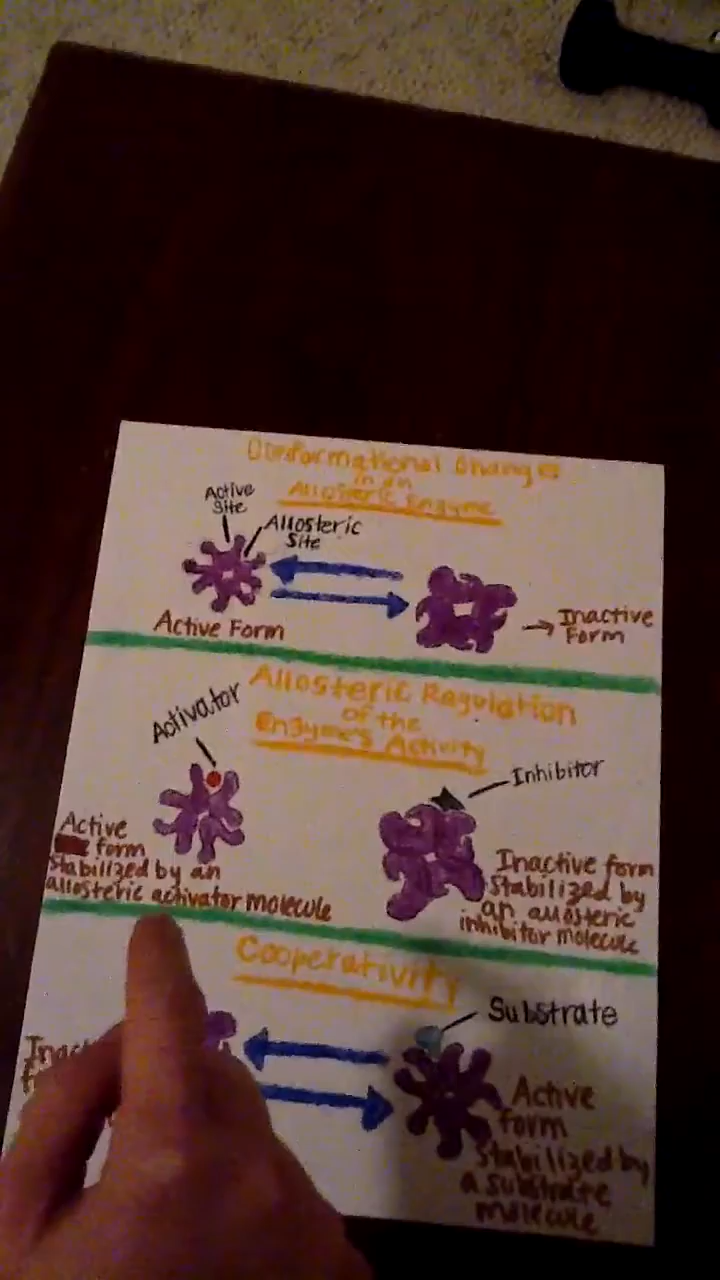 Conformational Changes
in an
Allosteric Enzyme
Active
Site
Allosteric
Site
Active Form
Inactive
Form
Allosteric Regulation
of the
Enzyme's Activity
Activator
Inhibitor
Active
form
stabilized by an
allosteric activator molecule
Inactive form
stabilized by
an allosteric
inhibitor molecule
Cooperativity
Substrate
Active
form
stabilized by
a substrate
molecule